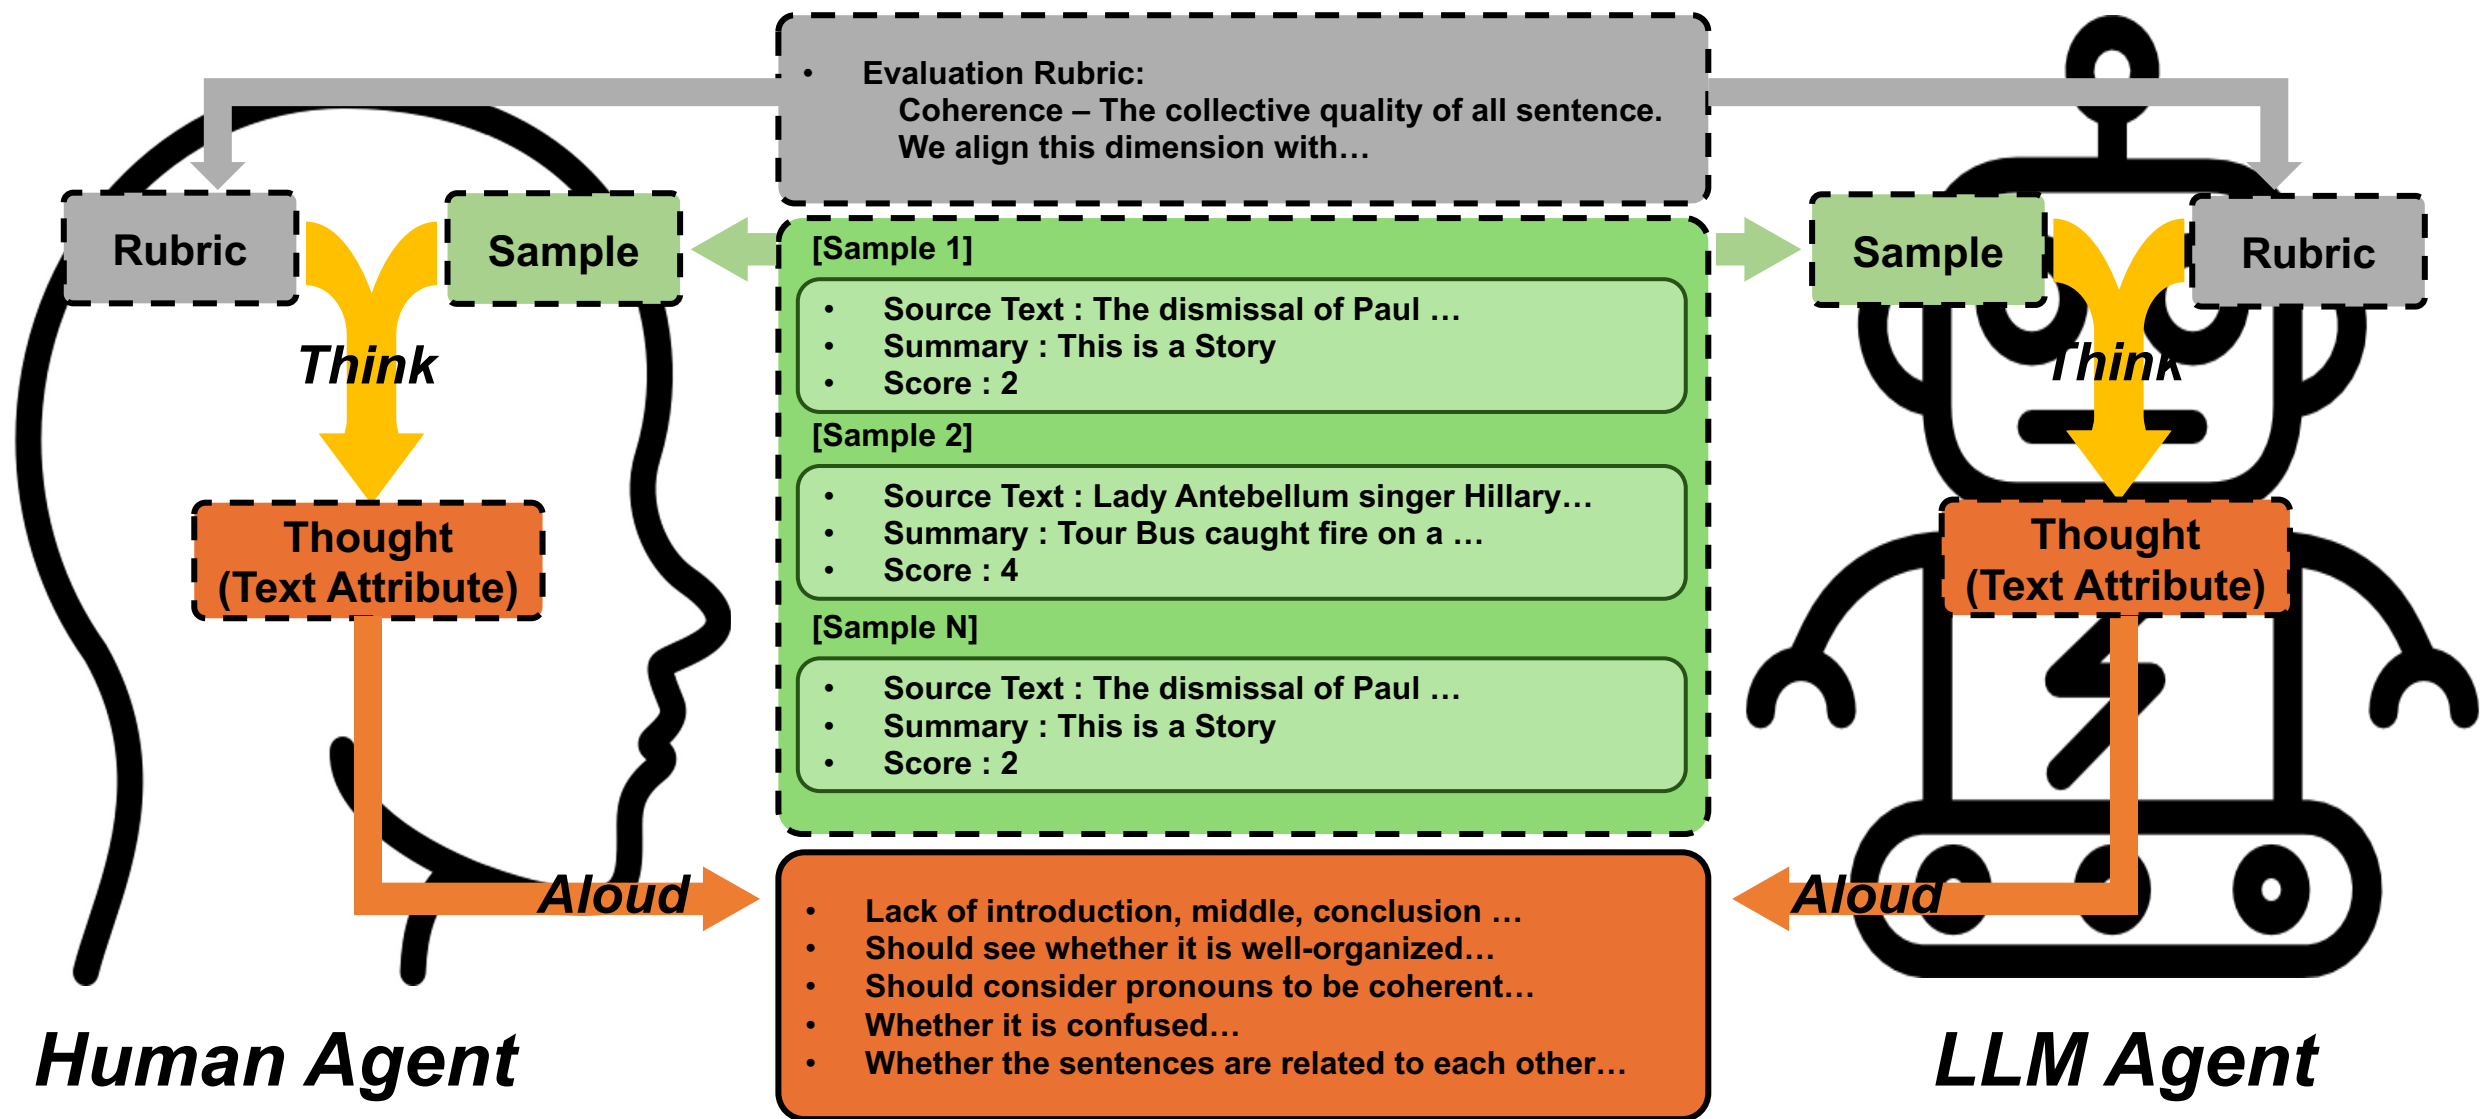 • Evaluation Rubric:
Coherence – The collective quality of all sentence.
We align this dimension with…
Rubric
Sample
Think
Thought
(Text Attribute)
Aloud
Human Agent
[Sample 1]
• Source Text : The dismissal of Paul …
• Summary : This is a Story
• Score : 2
[Sample 2]
• Source Text : Lady Antebellum singer Hillary…
• Summary : Tour Bus caught fire on a …
• Score : 4
[Sample N]
• Source Text : The dismissal of Paul …
• Summary : This is a Story
• Score : 2
• Lack of introduction, middle, conclusion …
• Should see whether it is well-organized…
• Should consider pronouns to be coherent…
• Whether it is confused…
• Whether the sentences are related to each other…
Sample
Rubric
Think
Thought
(Text Attribute)
Aloud
LLM Agent